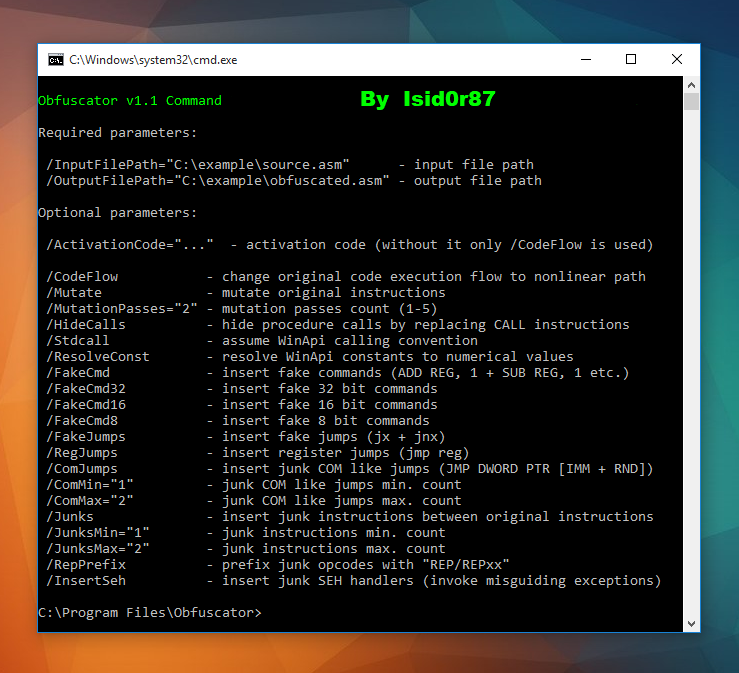 C:\Windows\system32\cmd.exe
Obfuscator v1.1 Command By Isid0r87
Required parameters:
/InputFilePath="C:\example\source.asm" - input file path
/OutputFilePath="C:\example\obfuscated.asm" - output file path
Optional parameters:
/ActivationCode="..." - activation code (without it only /CodeFlow is used)
/CodeFlow - change original code execution flow to nonlinear path
/Mutate - mutate original instructions
/MutationPasses="2" - mutation passes count (1-5)
/HideCalls - hide procedure calls by replacing CALL instructions
/Stdcall - assume WinApi calling convention
/ResolveConst - resolve WinApi constants to numerical values
/FakeCmd - insert fake commands (ADD REG, 1 + SUB REG, 1 etc.)
/FakeCmd32 - insert fake 32 bit commands
/FakeCmd16 - insert fake 16 bit commands
/FakeCmd8 - insert fake 8 bit commands
/FakeJumps - insert fake jumps (jx + jnx)
/RegJumps - insert register jumps (jmp reg)
/ComJumps - insert junk COM like jumps (JMP DWORD PTR [IMM + RND])
/ComMin="1" - junk COM like jumps min. count
/ComMax="2" - junk COM like jumps max. count
/Junks - insert junk instructions between original instructions
/JunksMin="1" - junk instructions min. count
/JunksMax="2" - junk instructions max. count
/RepPrefix - prefix junk opcodes with "REP/REPxx"
/InsertSeh - insert junk SEH handlers (invoke misguiding exceptions)
C:\Program Files\Obfuscator>